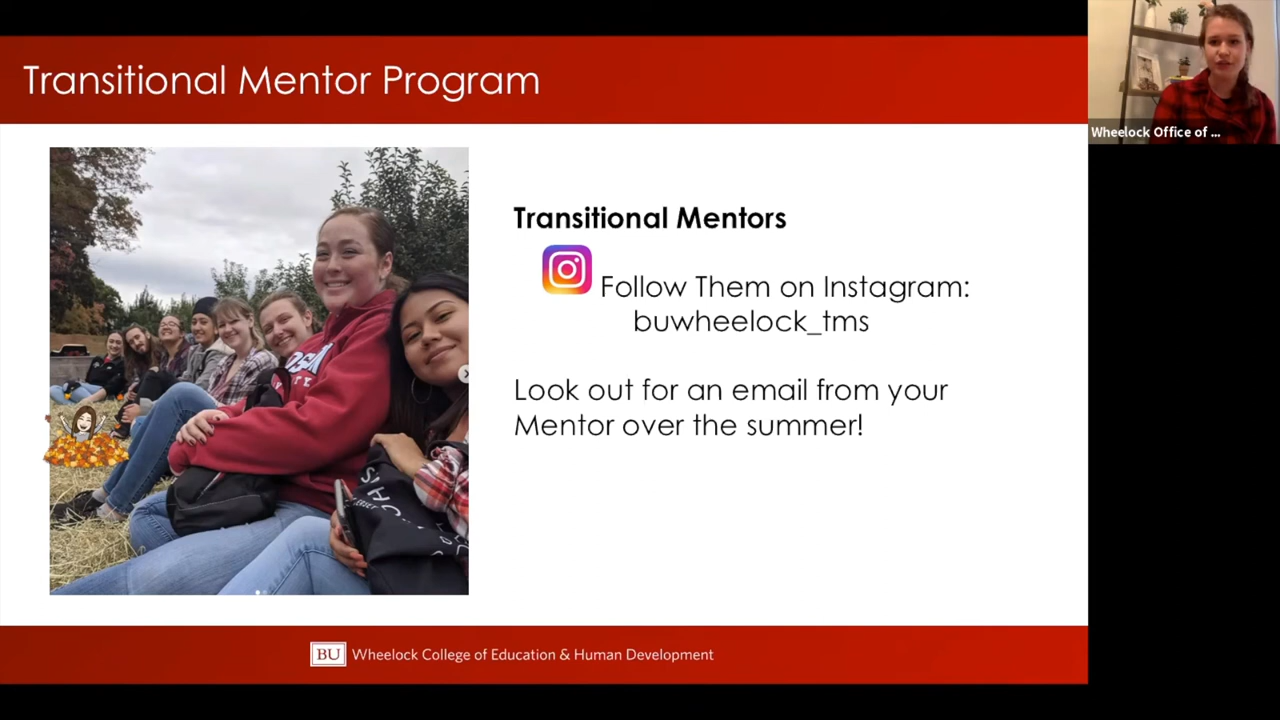 Transitional Mentor Program
Wheelock Office of ...
Transitional Mentors
Follow Them on Instagram:
buwheelock_tms
Look out for an email from your
Mentor over the summer!
BU Wheelock College of Education & Human Development